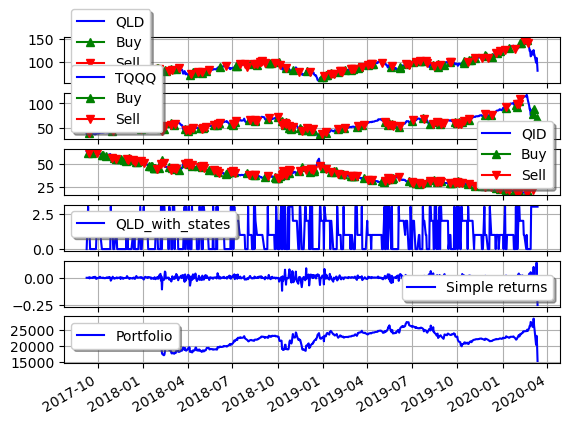 QLD
Buy
Sell
150
100
TQQQ
Buy
Sell
100
50
QID
Buy
Sell
50
25
QLD_with_states
2.5
0.0
Simple returns
0.00
−0.25
Portfolio
25000
20000
15000
2017-10 2018-01 2018-04 2018-07 2018-10 2019-01 2019-04 2019-07 2019-10 2020-01 2020-04